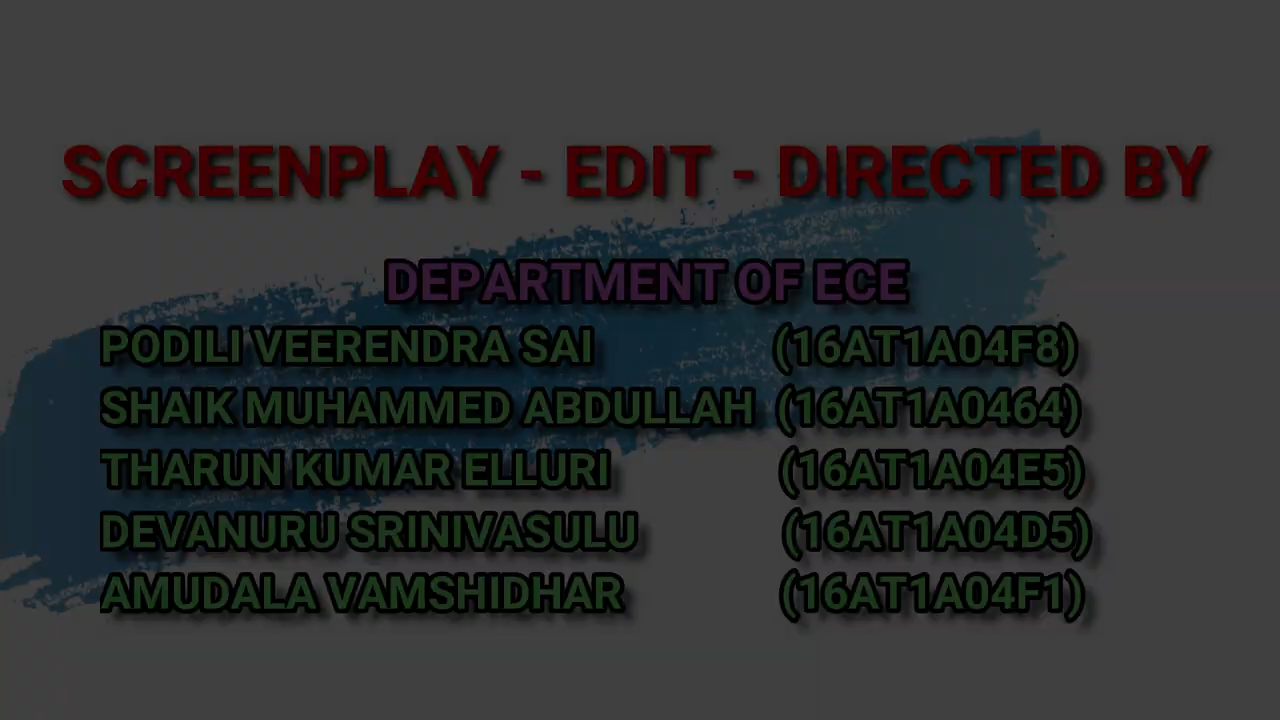 SCREENPLAY - EDIT - DIRECTED BY
DEPARTMENT OF ECE
PODILI VEERENDRA SAI (16AT1A04F8)
SHAIK MUHAMMED ABDULLAH (16AT1A0464)
THARUN KUMAR ELLURI (16AT1A04E5)
DEVANURU SRINIVASULU (16AT1A04D5)
AMUDALA VAMSHIDHAR (16AT1A04F1)